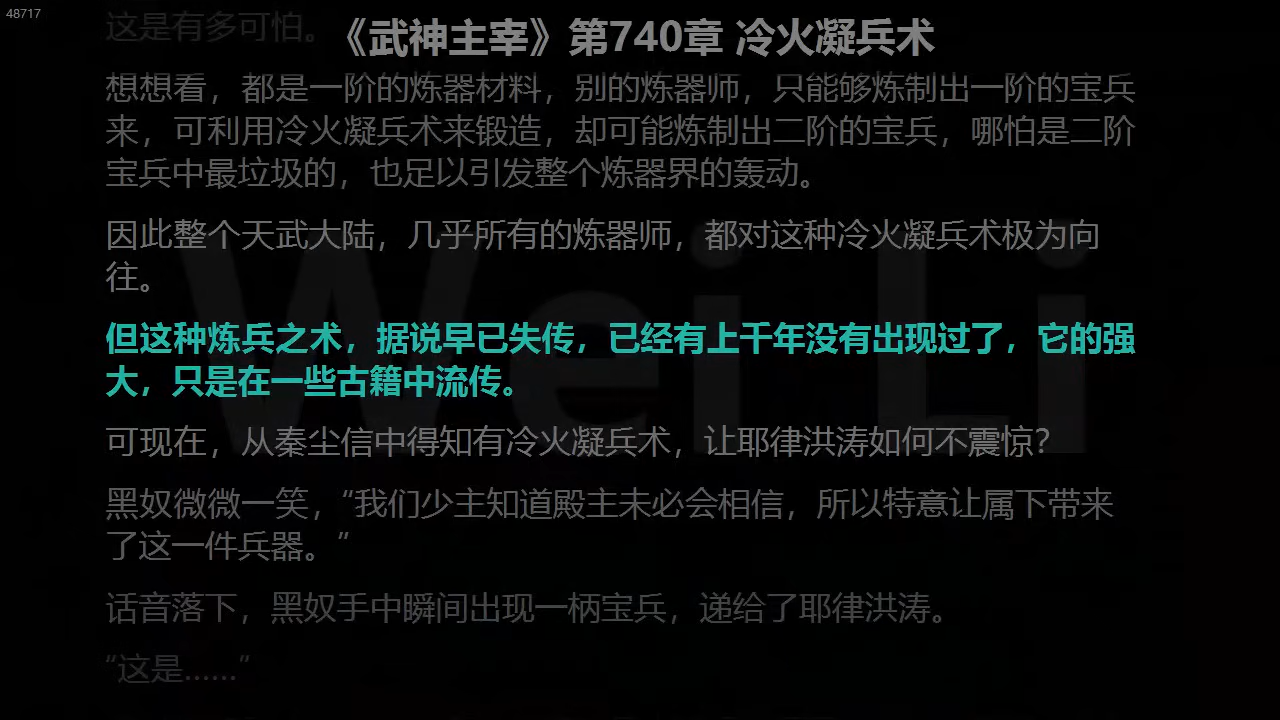 48717
这是有多可怕。
《武神主宰》第740章 冷火凝兵术
想想看，都是一阶的炼器材料，别的炼器师，只能够炼制出一阶的宝兵
来，可利用冷火凝兵术来锻造，却可能炼制出二阶的宝兵，哪怕是二阶
宝兵中最垃圾的，也足以引发整个炼器界的轰动。
因此整个天武大陆，几乎所有的炼器师，都对这种冷火凝兵术极为向
往。
但这种炼兵之术，据说早已失传，已经有上千年没有出现过了，它的强
大，只是在一些古籍中流传。
可现在，从秦尘信中得知有冷火凝兵术，让耶律洪涛如何不震惊？
黑奴微微一笑，“我们少主知道殿主未必会相信，所以特意让属下带来
了这一件兵器。”
话音落下，黑奴手中瞬间出现一柄宝兵，递给了耶律洪涛。
“这是……”
Wei Li